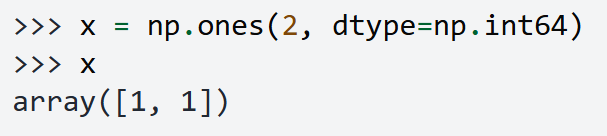 >>> x = np.ones(2, dtype=np.int64)
>>> x
array([1, 1])